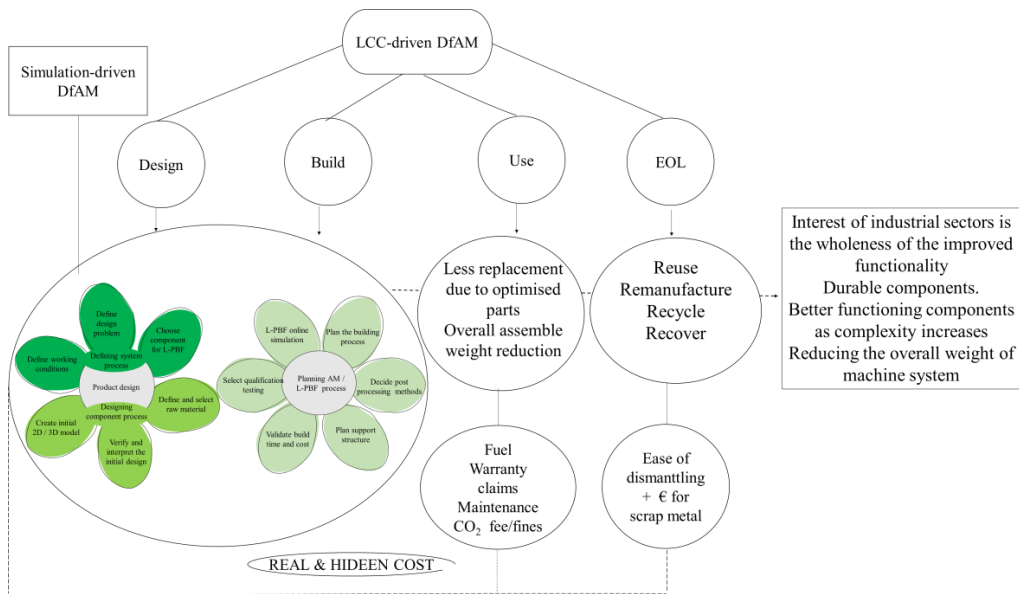 LCC-driven DfAM
Simulation-driven
DfAM
Design
Build
Use
EOL
Define
design
problem
Choose
component
for L-PBF
Define working
conditions
Defining system
process
Product design
Designing
component process
Define and select
raw material
Create initial
2D / 3D model
Verify and
interpret the
initial design
L-PBF online
simulation
Plan the building
process
Select qualification
testing
Planning AM /
L-PBF process
Decide post
processing methods
Validate build
time and cost
Plan support
structure
Less replacement
due to optimised
parts
Overall assemble
weight reduction
Reuse
Remanufacture
Recycle
Recover
Interest of industrial sectors is
the wholeness of the improved
functionality
Durable components.
Better functioning components
as complexity increases
Reducing the overall weight of
machine system
Fuel
Warranty
claims
Maintenance
CO₂ fee/fines
Ease of
dismanttling
+ € for
scrap metal
REAL & HIDEEN COST